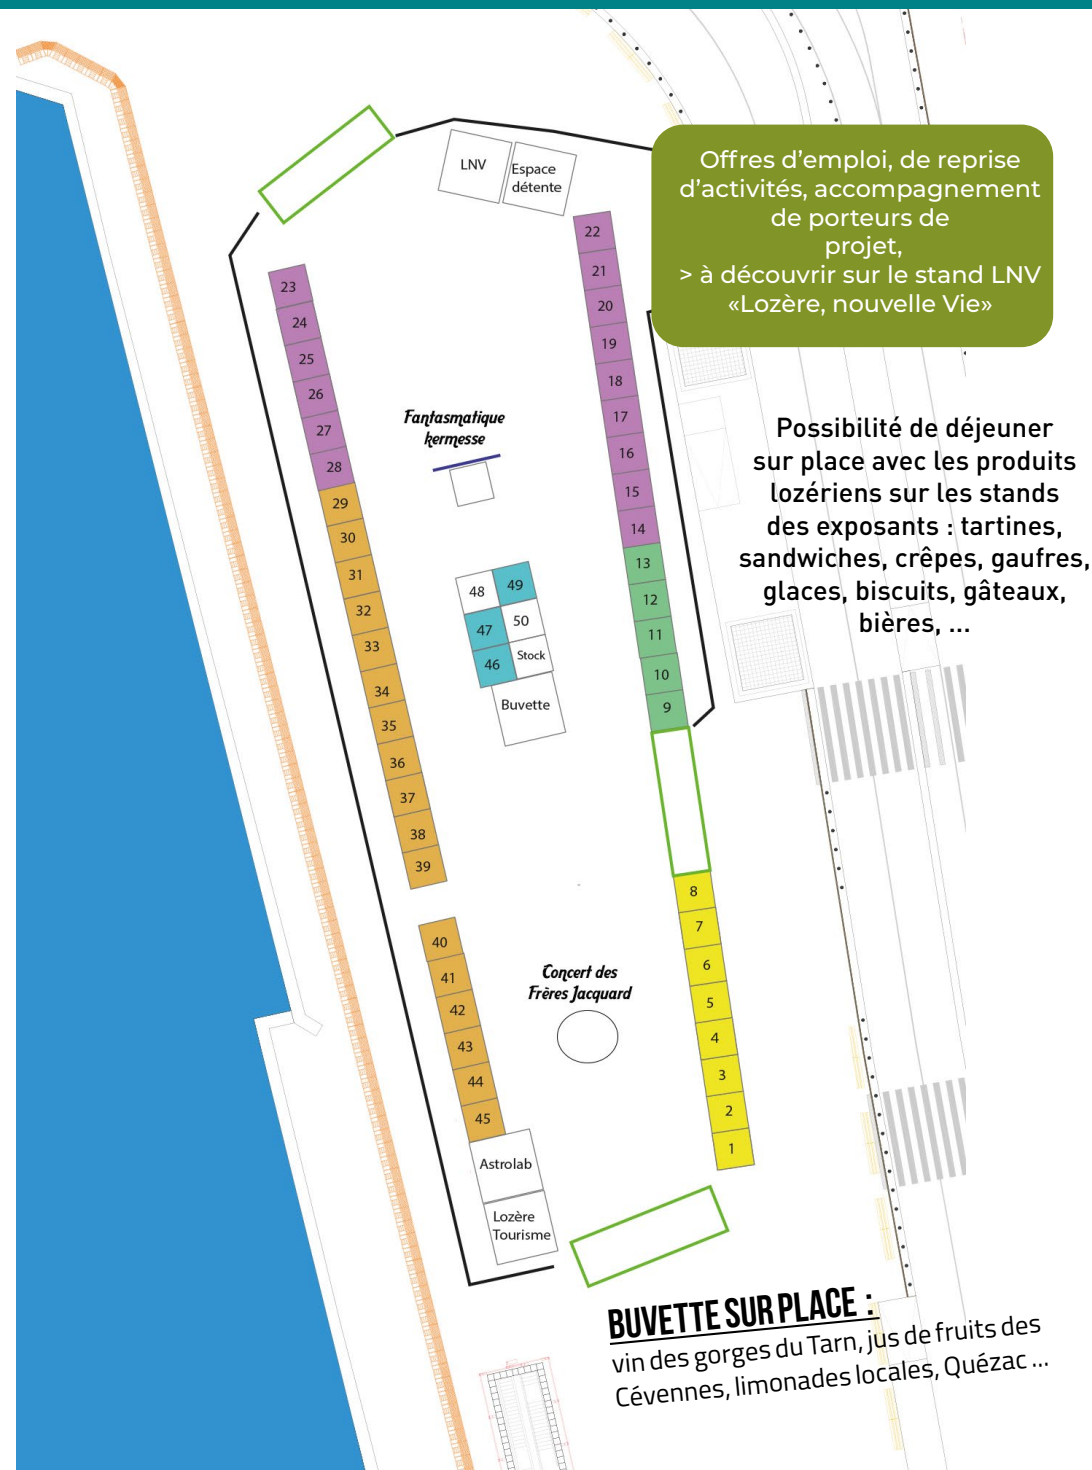 LNV
Espace
détente
Offres d'emploi, de reprise
d'activités, accompagnement
de porteurs de
projet,
> à découvrir sur le stand LNV
«Lozère, nouvelle Vie»
22
21
20
19
18
17
16
15
14
13
12
11
10
9
23
24
25
26
27
28
29
30
31
32
33
34
35
36
37
38
39
Fantasmatique
kermesse
Possibilité de déjeuner
sur place avec les produits
lozériens sur les stands
des exposants : tartines,
sandwiches, crêpes, gaufres,
glaces, biscuits, gâteaux,
bières, ...
48
49
47
50
46
Stock
Buvette
8
7
6
5
4
3
2
1
40
41
42
43
44
45
Concert des
Frères Jacquard
Astrolab
Lozère
Tourisme
BUVETTE SUR PLACE :
vin des gorges du Tarn, jus de fruits des
Cévennes, limonades locales, Quézac ...